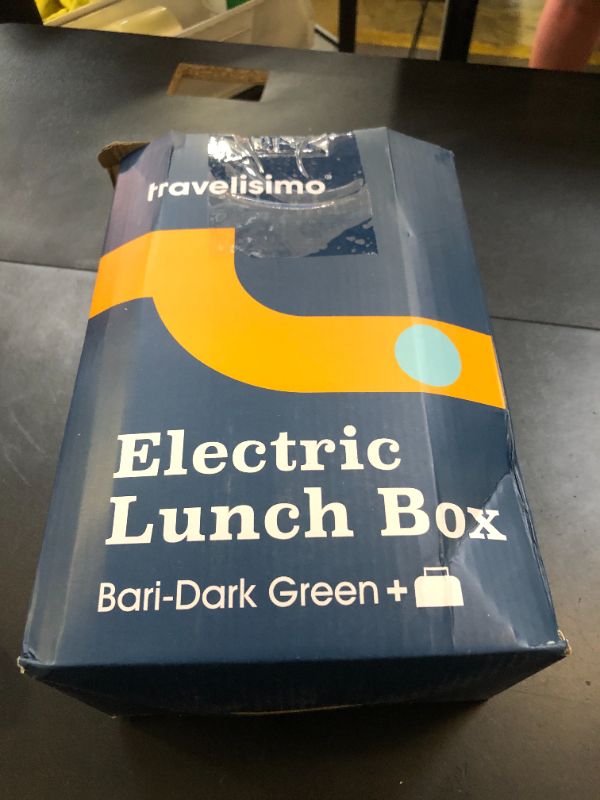 travelisimo®
Electric
Lunch Box
Bari-Dark Green +